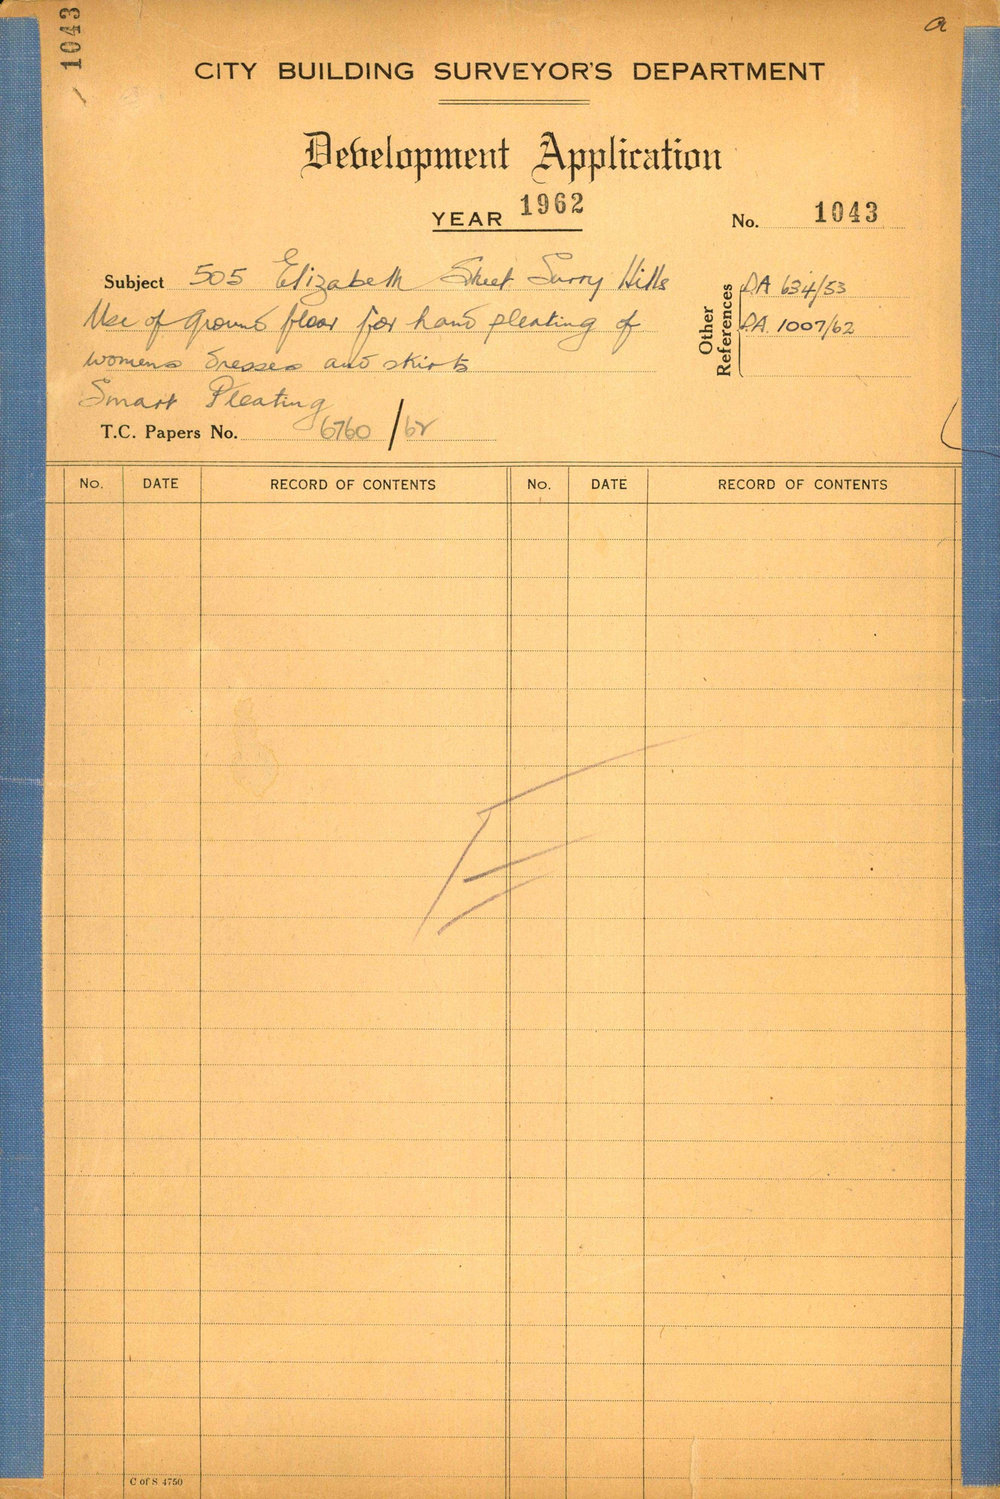 1043
a
CITY BUILDING SURVEYOR'S DEPARTMENT
Development Application
YEAR 1962
No. 1043
Subject 505 Elizabeth Street Surry Hills
Use of Ground floor for hand pleating of
womens dresses and skirts
Smart Pleating
T.C. Papers No. 6760/62
Other References
DA 634/53
DA. 1007/62
No. DATE RECORD OF CONTENTS No. DATE RECORD OF CONTENTS
E
C of S 4750